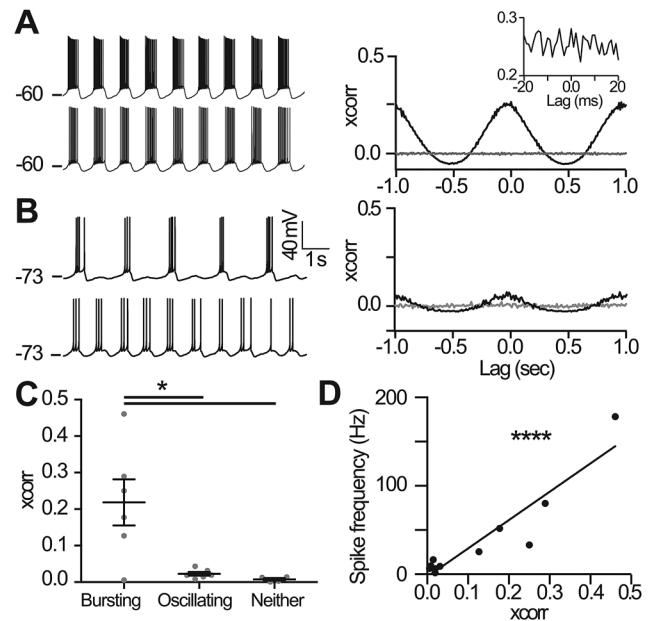 A
-60
-60
xcorr
0.5
0.0
-1.0 -0.5 0.0 0.5 1.0
0.3
0.2
-20 0.0 20
Lag (ms)
B
-73
-73
40 mV
1 s
xcorr
0.5
0.0
-1.0 -0.5 0.0 0.5 1.0
Lag (sec)
C
xcorr
0.5
0.4
0.3
0.2
0.1
0.0
*
Bursting Oscillating Neither
D
Spike frequency (Hz)
200
100
0
****
0.0 0.1 0.2 0.3 0.4 0.5
xcorr